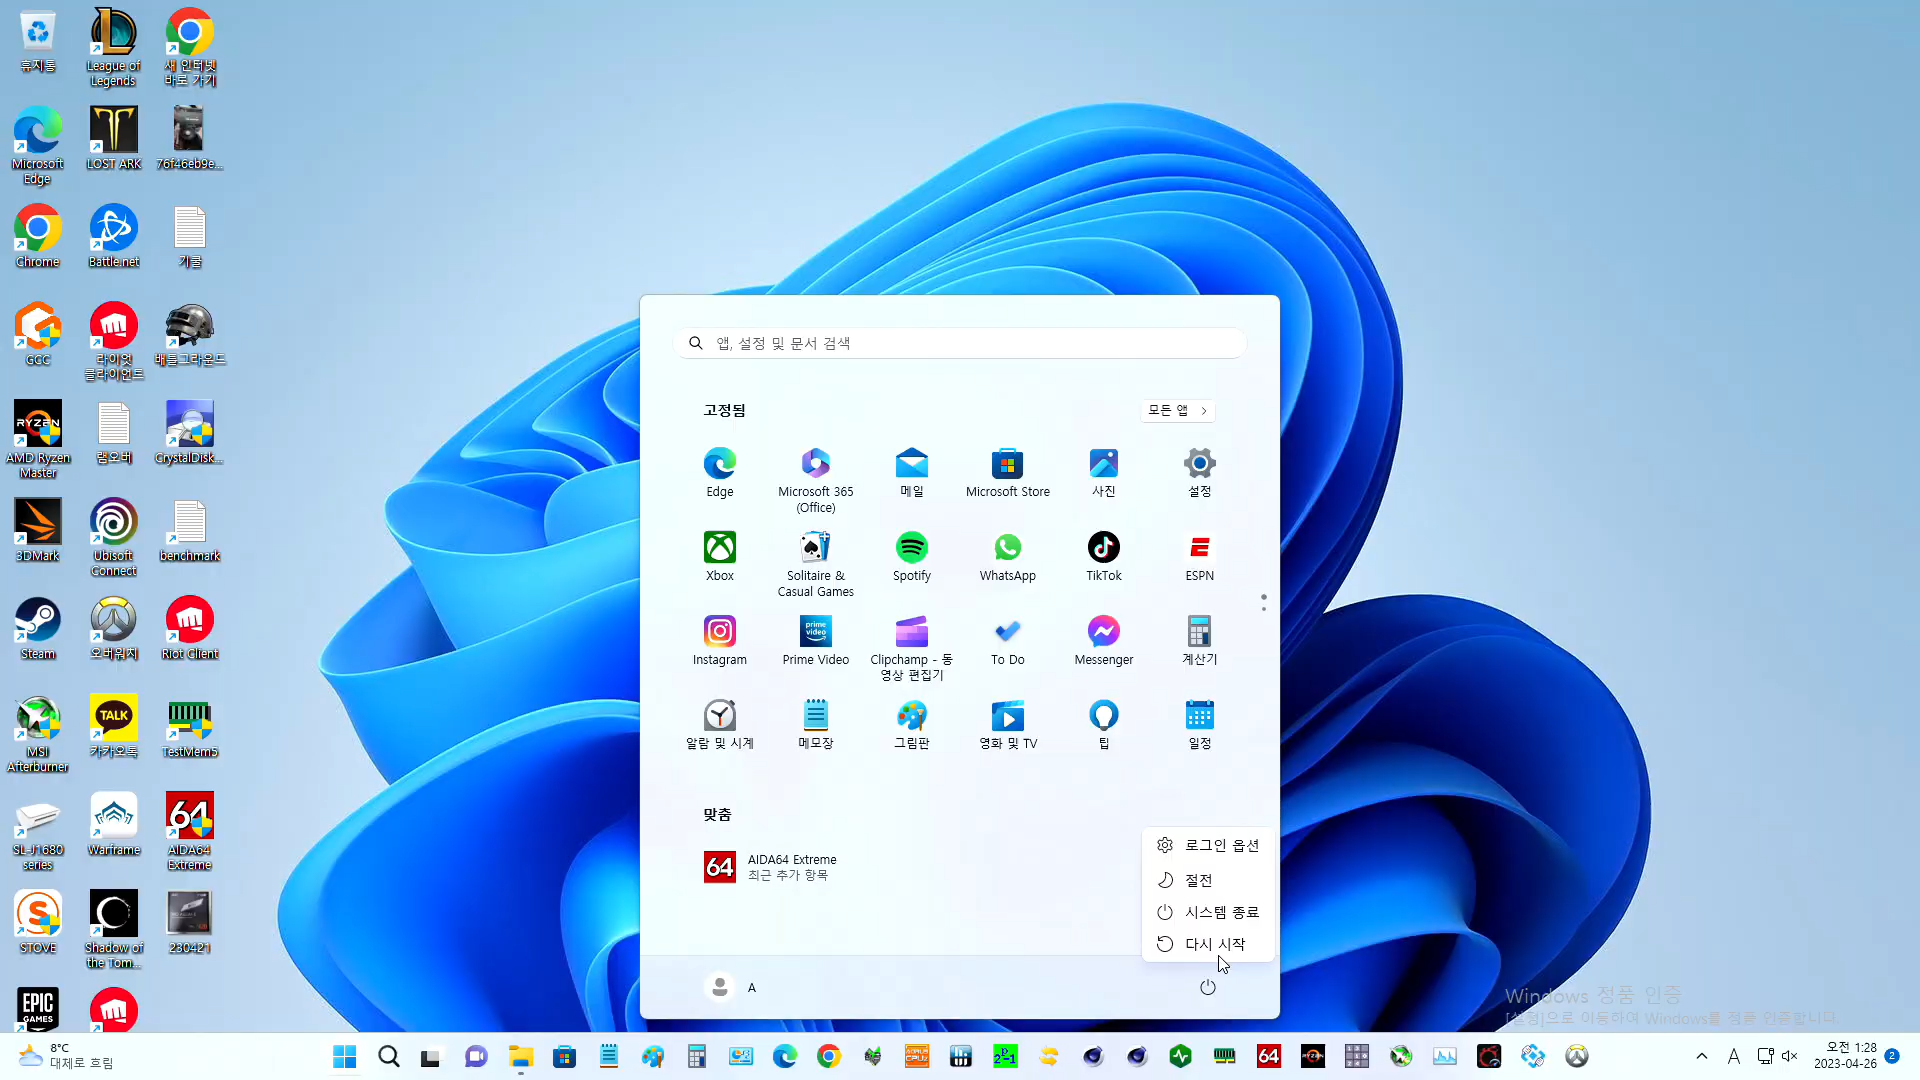 휴지통
League of
Legends
새 인터넷
바로 가기
Microsoft
Edge
LOST ARK
76f46eb9e...
Chrome
Battle.net
기쿨
GCC
라이엇
클라이언트
배틀그라운드
RYZEN
AMD Ryzen
Master
램오버
CrystalDisk...
3DMark
Ubisoft
Connect
benchmark
Steam
오버워치
Riot Client
MSI
Afterburner
TALK
카카오톡
TestMem5
SL-J1680
series
Warframe
64
AIDA64
Extreme
STOVE
Shadow of
the Tom...
230421
EPIC
GAMES
앱, 설정 및 문서 검색
고정됨
모든 앱
Edge
Microsoft 365
(Office)
메일
Microsoft Store
사진
설정
Xbox
Solitaire &
Casual Games
Spotify
WhatsApp
TikTok
ESPN
Instagram
prime
video
Prime Video
Clipchamp - 동
영상 편집기
To Do
Messenger
계산기
알람 및 시계
메모장
그림판
영화 및 TV
팁
일정
맞춤
64
AIDA64 Extreme
최근 추가 항목
로그인 옵션
절전
시스템 종료
다시 시작
A
Windows 정품 인증
[설정]으로 이동하여 Windows를 정품 인증합니다.
8°C
대체로 흐림
64
A
오전 1:28
2023-04-26
2